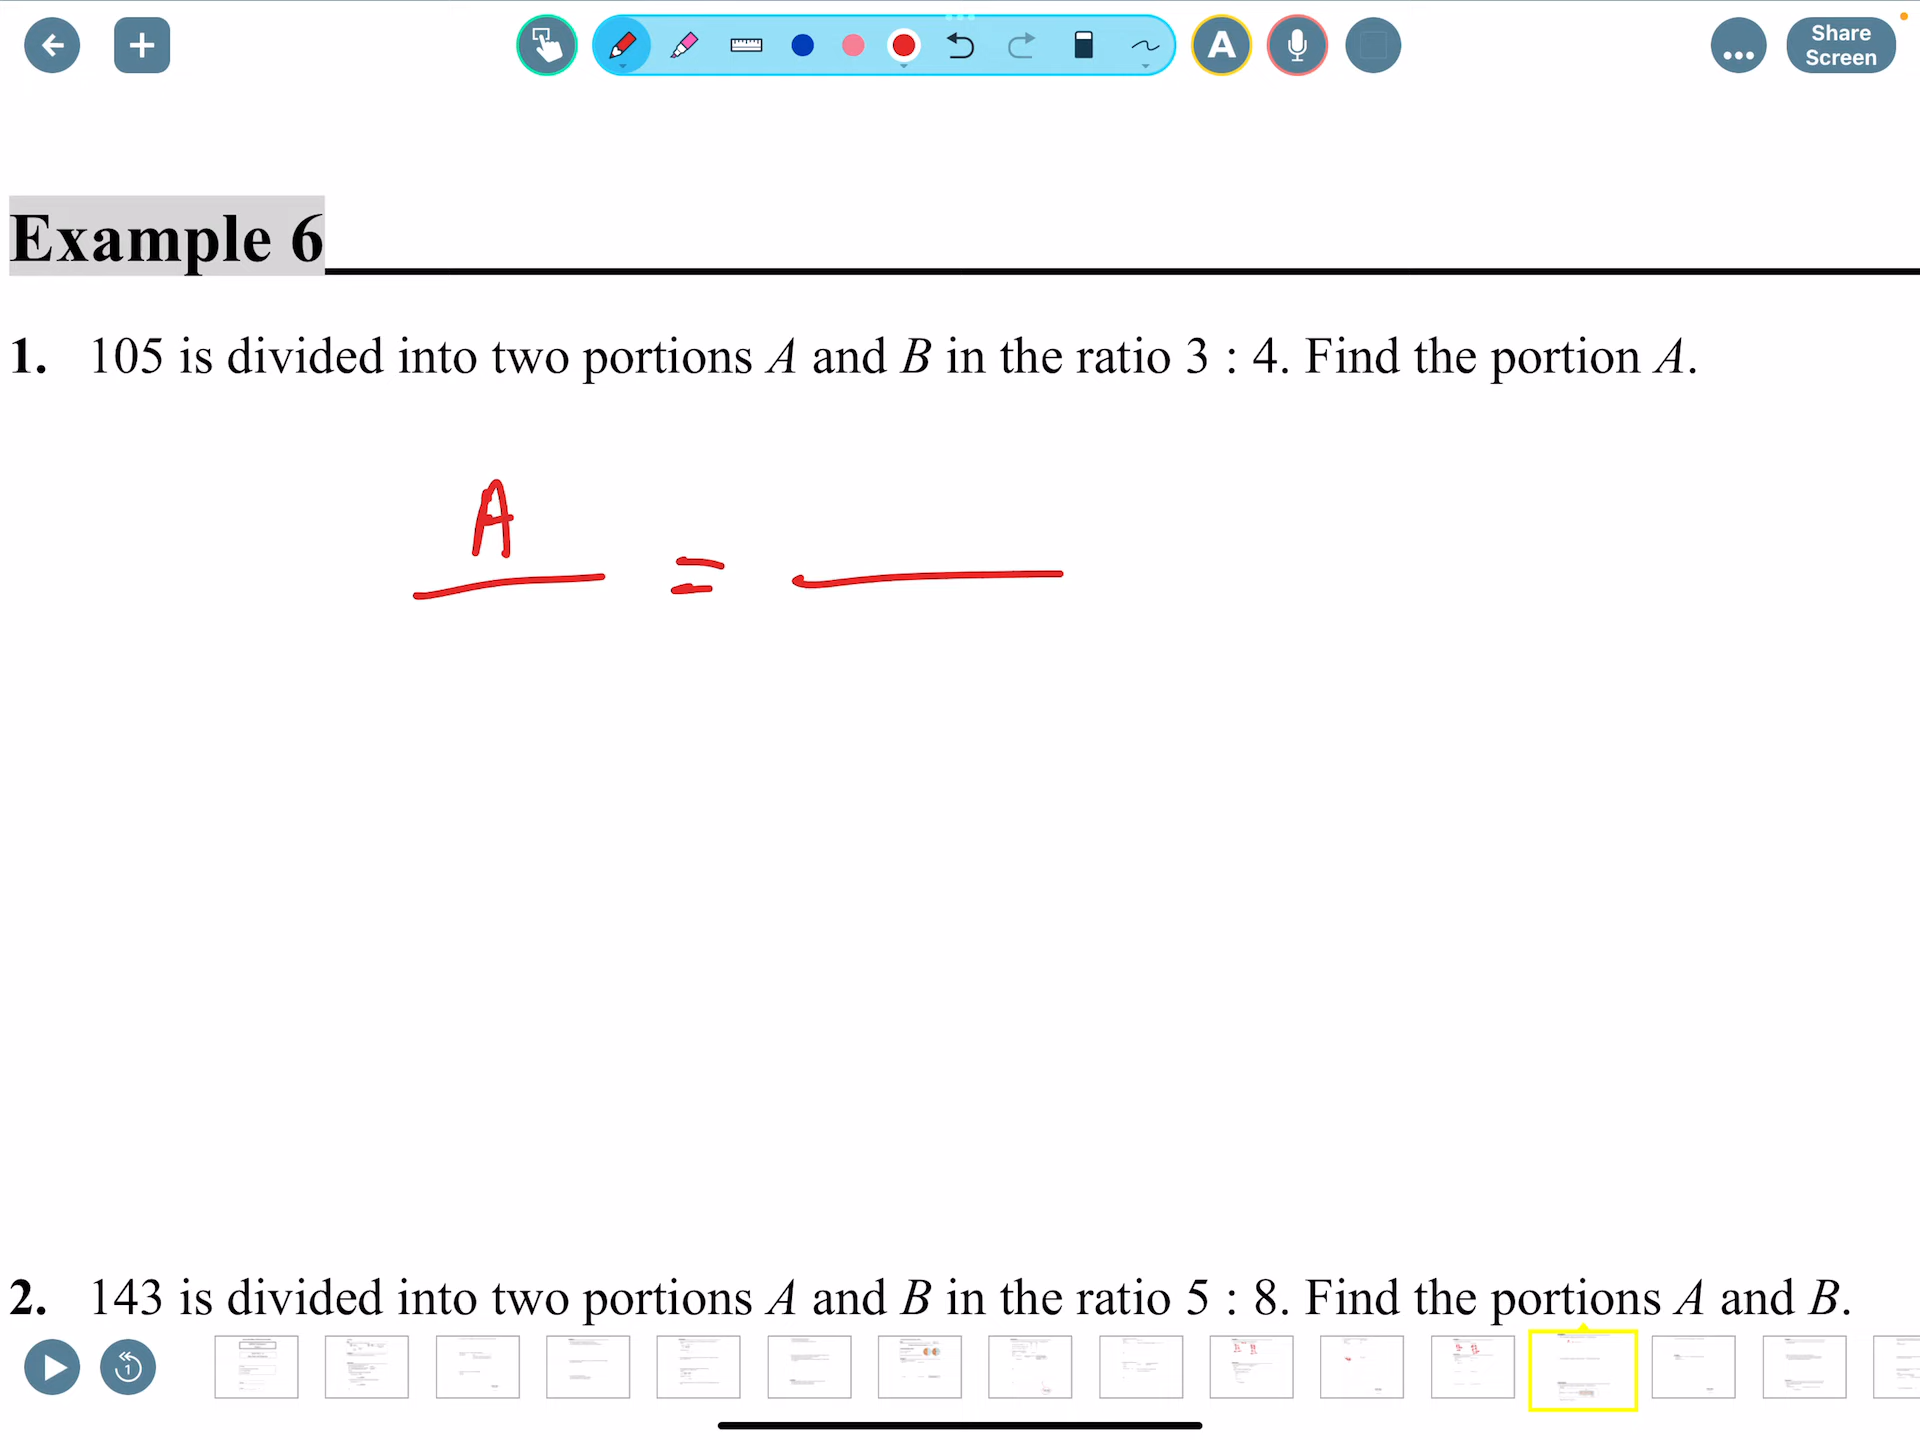 Share
Screen
A
Example 6
1. 105 is divided into two portions A and B in the ratio 3 : 4. Find the portion A.
A
=
2. 143 is divided into two portions A and B in the ratio 5 : 8. Find the portions A and B.
1